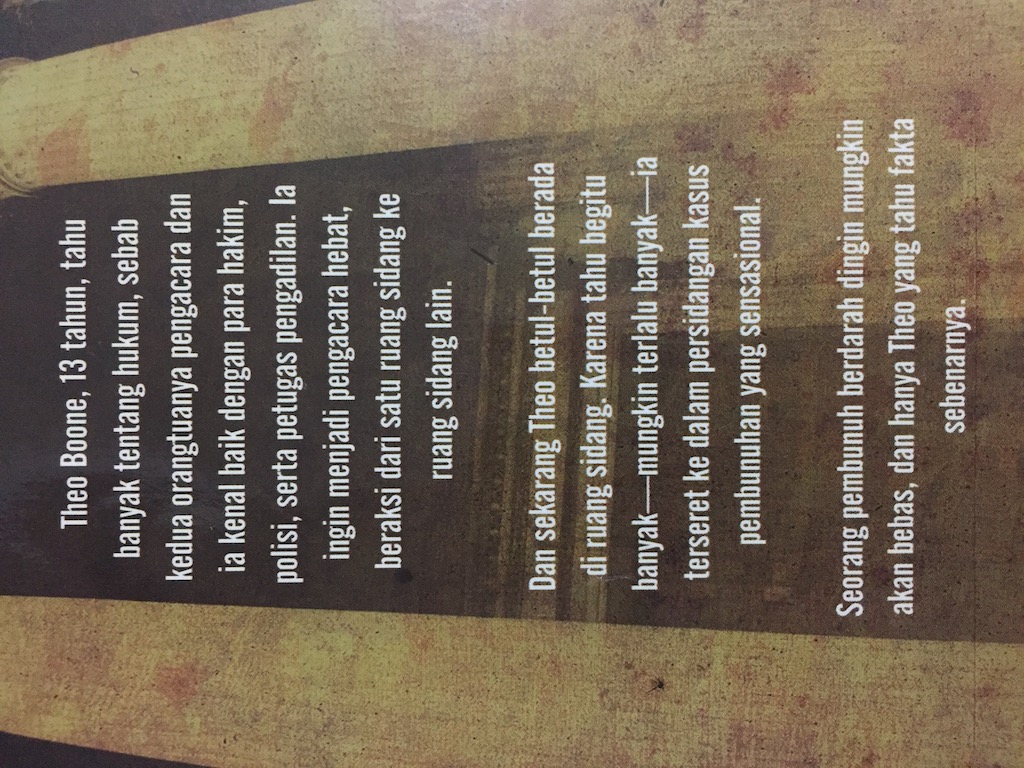 Theo Boone, 13 tahun, tahu
banyak tentang hukum, sebab
kedua orangtuanya pengacara dan
ia kenal baik dengan para hakim,
polisi, serta petugas pengadilan. Ia
ingin menjadi pengacara hebat,
beraksi dari satu ruang sidang ke
ruang sidang lain.
Dan sekarang Theo betul-betul berada
di ruang sidang. Karena tahu begitu
banyak—mungkin terlalu banyak—ia
terseret ke dalam persidangan kasus
pembunuhan yang sensasional.
Seorang pembunuh berdarah dingin mungkin
akan bebas, dan hanya Theo yang tahu fakta
sebenarnya.